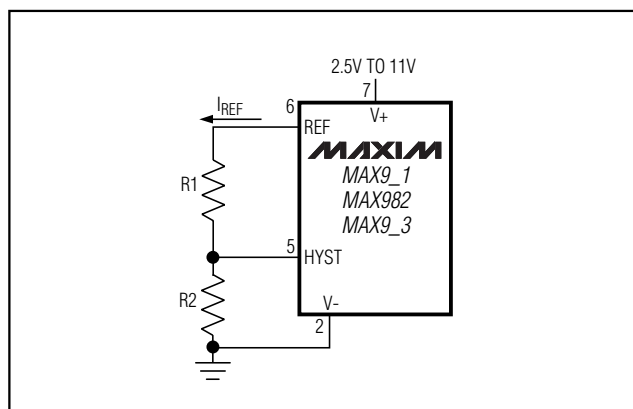 2.5V TO 11V
7
V+
6
IREF
REF
MAXIM
MAX9_1
MAX982
MAX9_3
R1
5
HYST
R2
V-
2